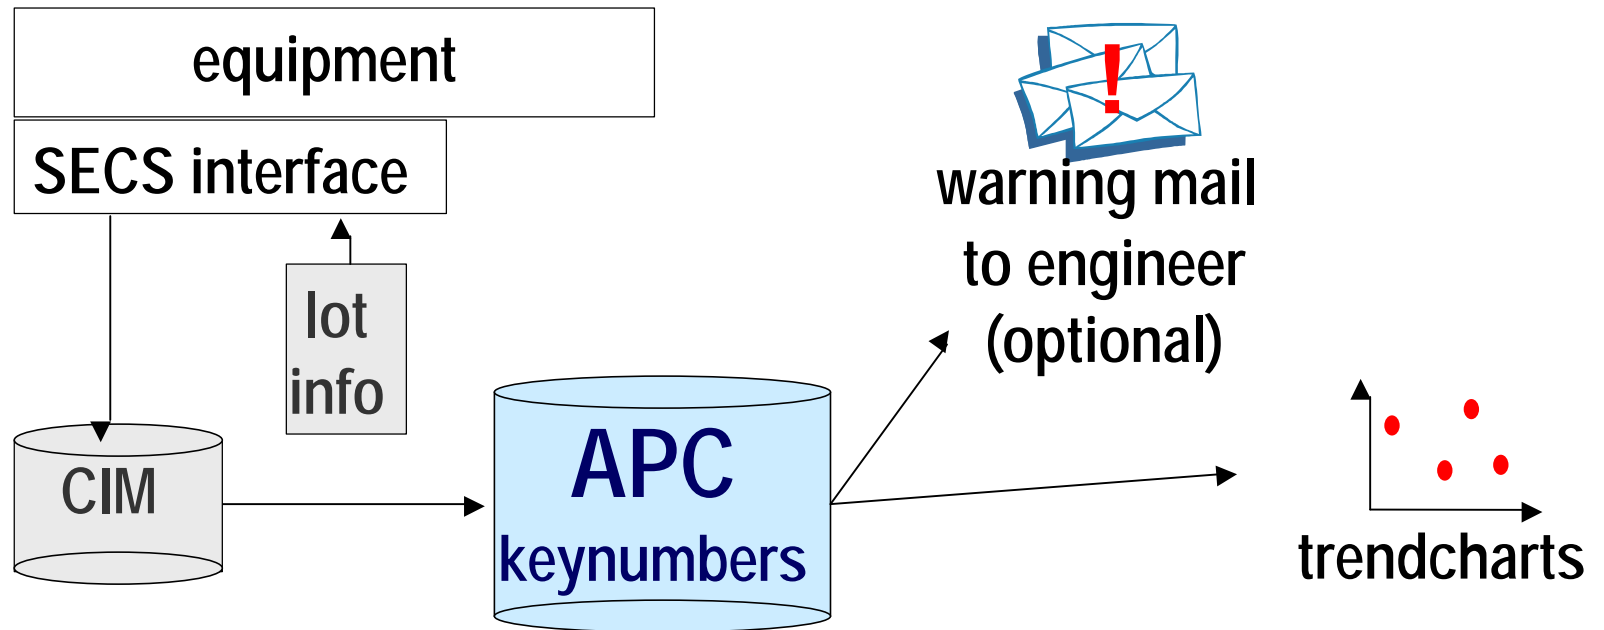 equipment
SECS interface
lot
info
CIM
APC
keynumbers
warning mail
to engineer
(optional)
trendcharts